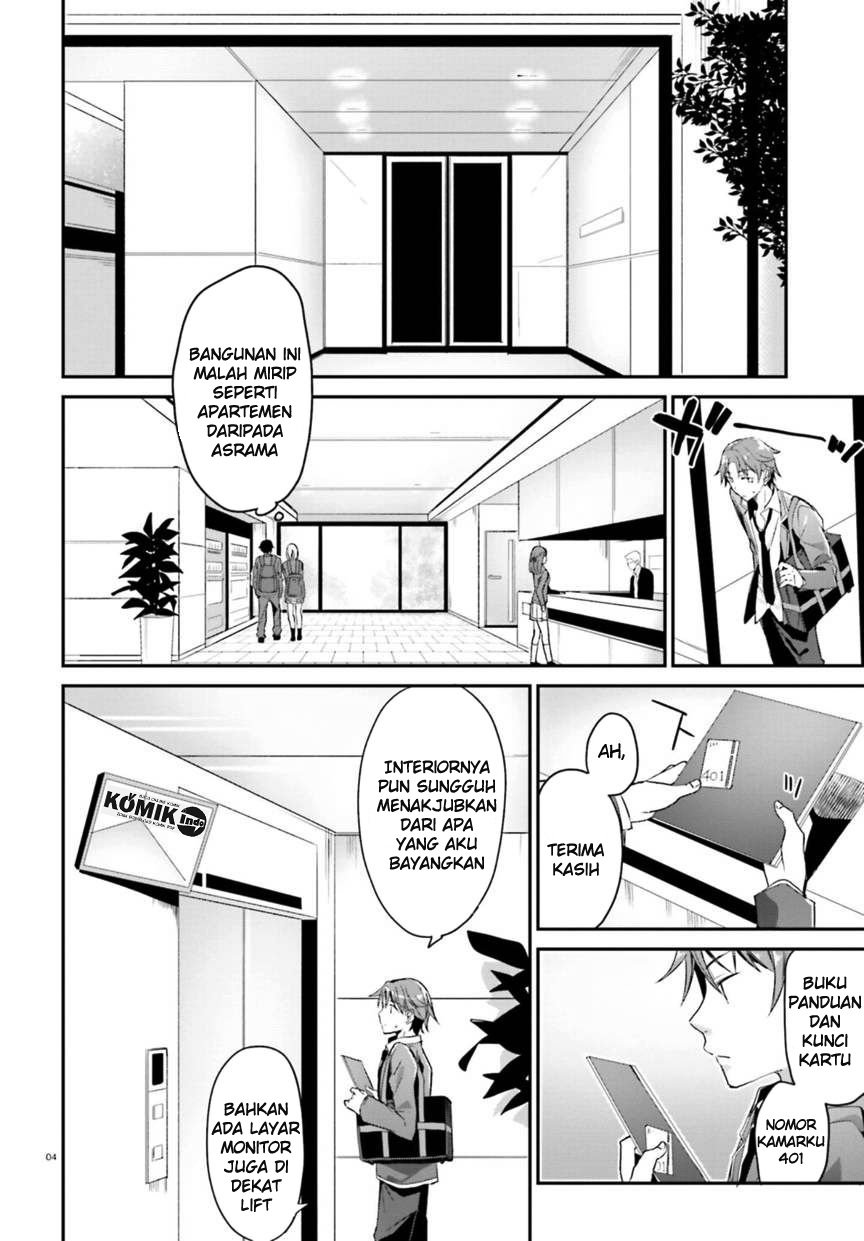 BANGUNAN INI
MALAH MIRIP
SEPERTI
APARTEMEN
DARIPADA
ASRAMA
ガー
AH,
TERIMA
KASIH
401
BUKU
PANDUAN
DAN
KUNCI
KARTU
NOMOR
KAMARKU
401
INTERIORNYA
PUN SUNGGUH
MENAKJUBKAN
DARI APA
YANG AKU
BAYANGKAN
KOMIK Indo
BAHKAN
ADA LAYAR
MONITOR
JUGA DI
DEKAT
LIFT
04